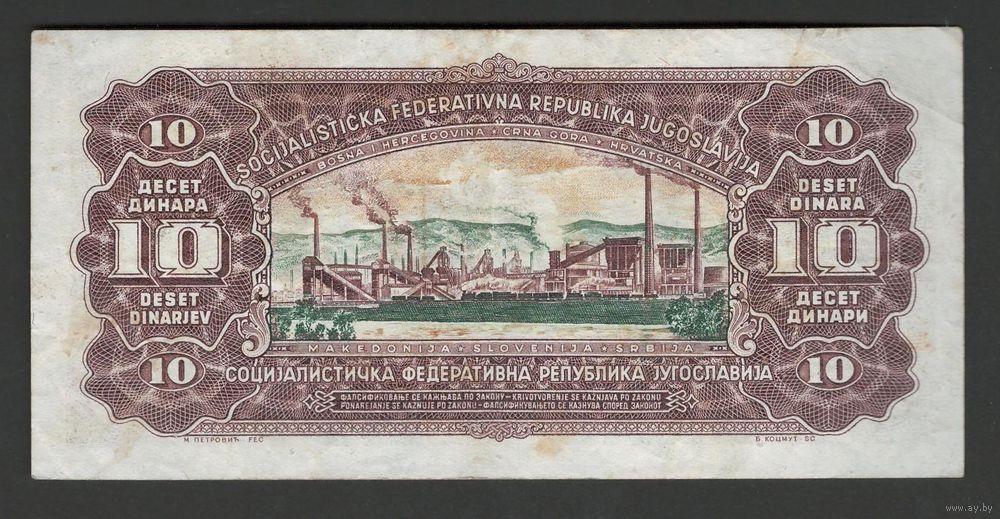 SOCIJALISTIČKA FEDERATIVNA REPUBLIKA JUGOSLAVIJA
BOSNA I HERCEGOVINA ★ CRNA GORA ★ HRVATSKA
10
10
ДЕСЕТ
ДИНАРА
DESET
DINARA
10
10
DESET
DINARJEV
ДЕСЕТ
ДИНАРИ
MAKEDONIJA ★ SLOVENIJA ★ SRBIJA
10
10
СОЦИЈАЛИСТИЧКА ФЕДЕРАТИВНА РЕПУБЛИКА ЈУГОСЛАВИЈА
ФАЛСИФИКОВАЊЕ СЕ КАЖЊАВА ПО ЗАКОНУ - KRIVOTVORENJE SE KAŽNJAVA PO ZAKONU
PONAREJANJE SE KAZNUJE PO ZAKONU - ФАЛСИФИКУВАЊЕТО СЕ КАЗНУВА СПОРЕД ЗАКОНОТ
М. ПЕТРОВИЋ - FEC
Б. КОЦМУТ - SC
www.ay.by